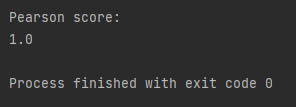 Pearson score:
1.0
Process finished with exit code 0